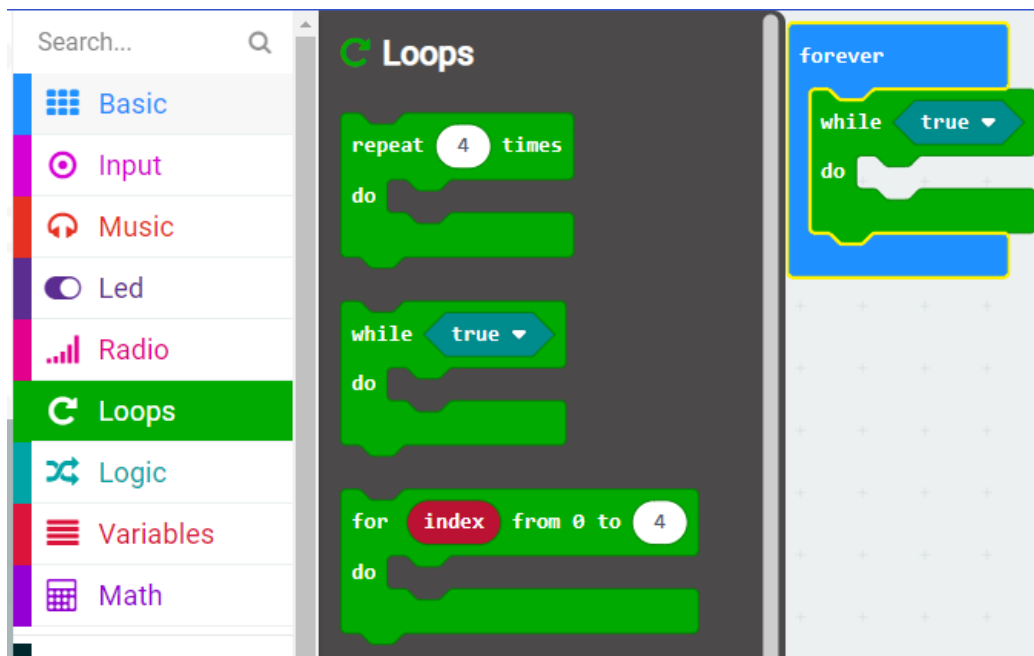 Search...
Basic
Input
Music
Led
Radio
Loops
Logic
Variables
Math
Loops
repeat 4 times
do
while true
do
for index from 0 to 4
do
forever
while true
do